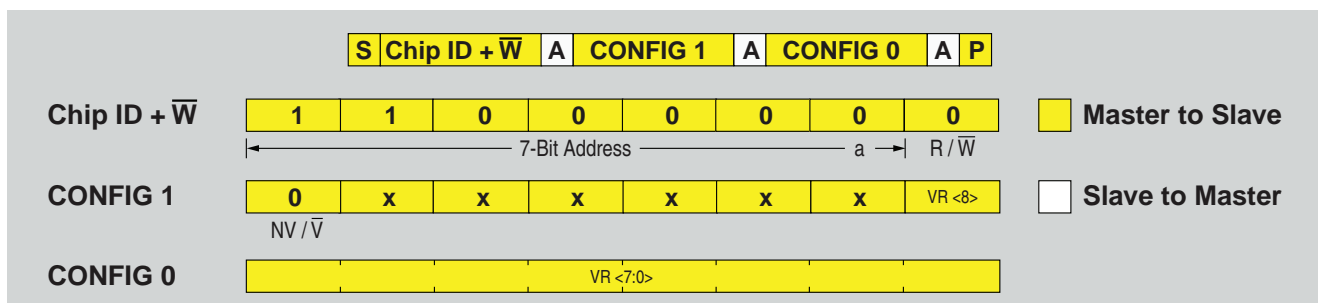 S Chip ID + W̅ A CONFIG 1 A CONFIG 0 A P
Chip ID + W̅ 1 1 0 0 0 0 0 0 Master to Slave
7-Bit Address a R / W̅
CONFIG 1 0 x x x x x x VR <8> Slave to Master
NV / V̅
CONFIG 0 VR <7:0>